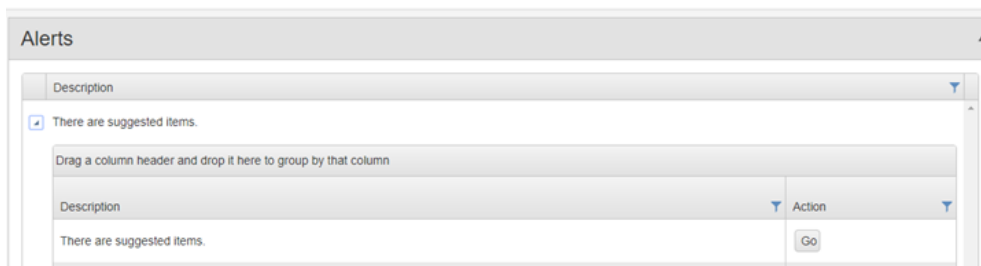 Alerts
Description
There are suggested items.
Drag a column header and drop it here to group by that column
Description Action
There are suggested items. Go